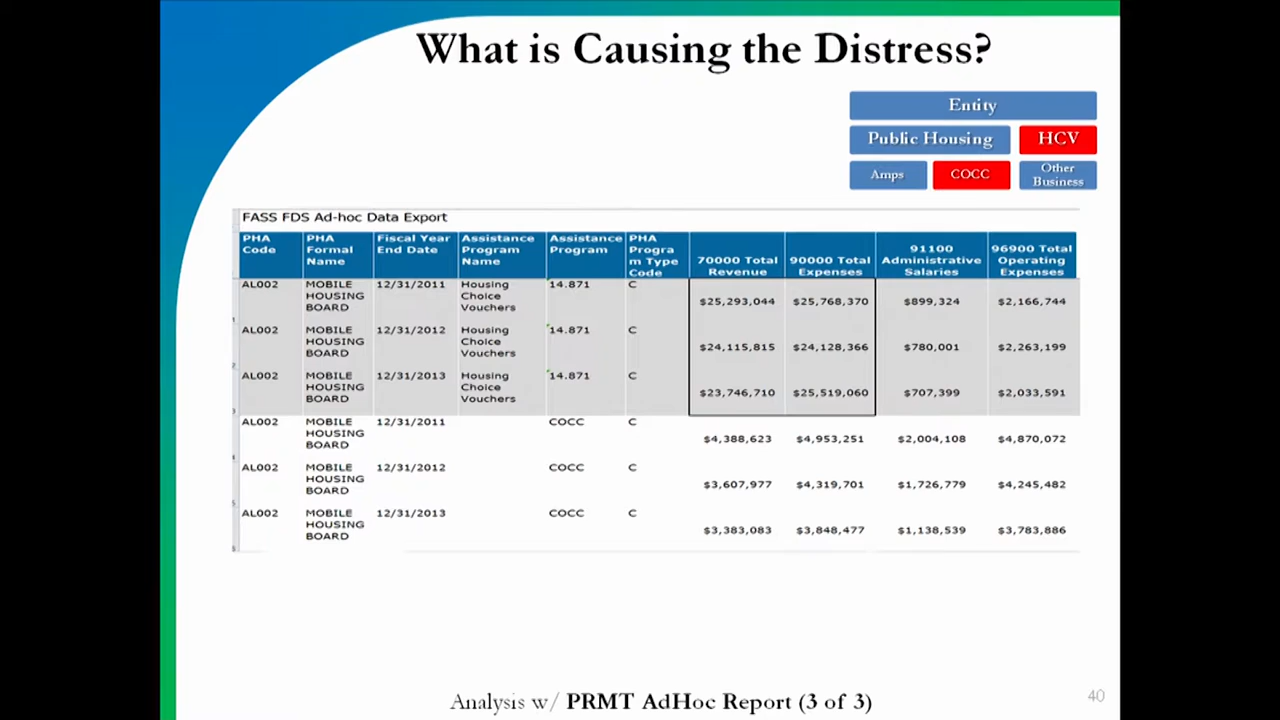 What is Causing the Distress?
Entity
Public Housing
HCV
Amps
COCC
Other
Business
FASS FDS Ad-hoc Data Export
PHA Code
PHA Formal Name
Fiscal Year End Date
Assistance Program Name
Assistance Program
PHA Progra m Type Code
70000 Total Revenue
90000 Total Expenses
91100 Administrative Salaries
96900 Total Operating Expenses
AL002 MOBILE HOUSING BOARD 12/31/2011 Housing Choice Vouchers 14.871 C $25,293,044 $25,768,370 $899,324 $2,166,744
AL002 MOBILE HOUSING BOARD 12/31/2012 Housing Choice Vouchers 14.871 C $24,115,815 $24,128,366 $780,001 $2,263,199
AL002 MOBILE HOUSING BOARD 12/31/2013 Housing Choice Vouchers 14.871 C $23,746,710 $25,519,060 $707,399 $2,033,591
AL002 MOBILE HOUSING BOARD 12/31/2011 COCC C $4,388,623 $4,953,251 $2,004,108 $4,870,072
AL002 MOBILE HOUSING BOARD 12/31/2012 COCC C $3,607,977 $4,319,701 $1,726,779 $4,245,482
AL002 MOBILE HOUSING BOARD 12/31/2013 COCC C $3,383,083 $3,848,477 $1,138,539 $3,783,886
Analysis w/ PRMT AdHoc Report (3 of 3)
40